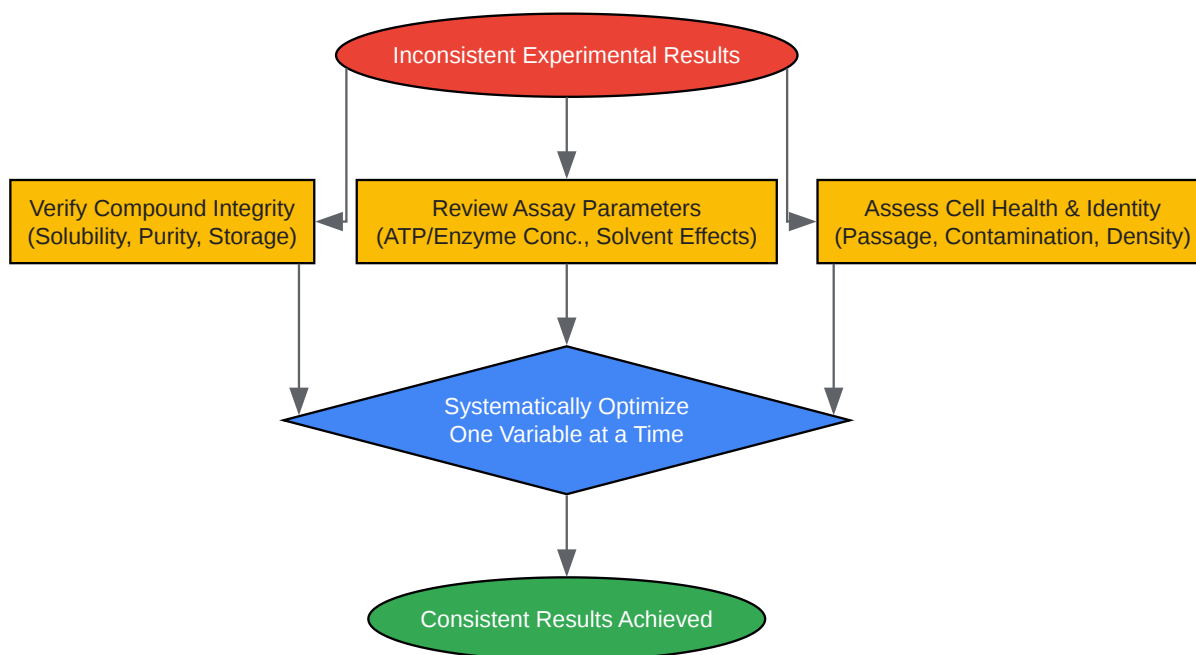 Inconsistent Experimental Results
Verify Compound Integrity
(Solubility, Purity, Storage)
Review Assay Parameters
(ATP/Enzyme Conc., Solvent Effects)
Assess Cell Health & Identity
(Passage, Contamination, Density)
Systematically Optimize
One Variable at a Time
Consistent Results Achieved